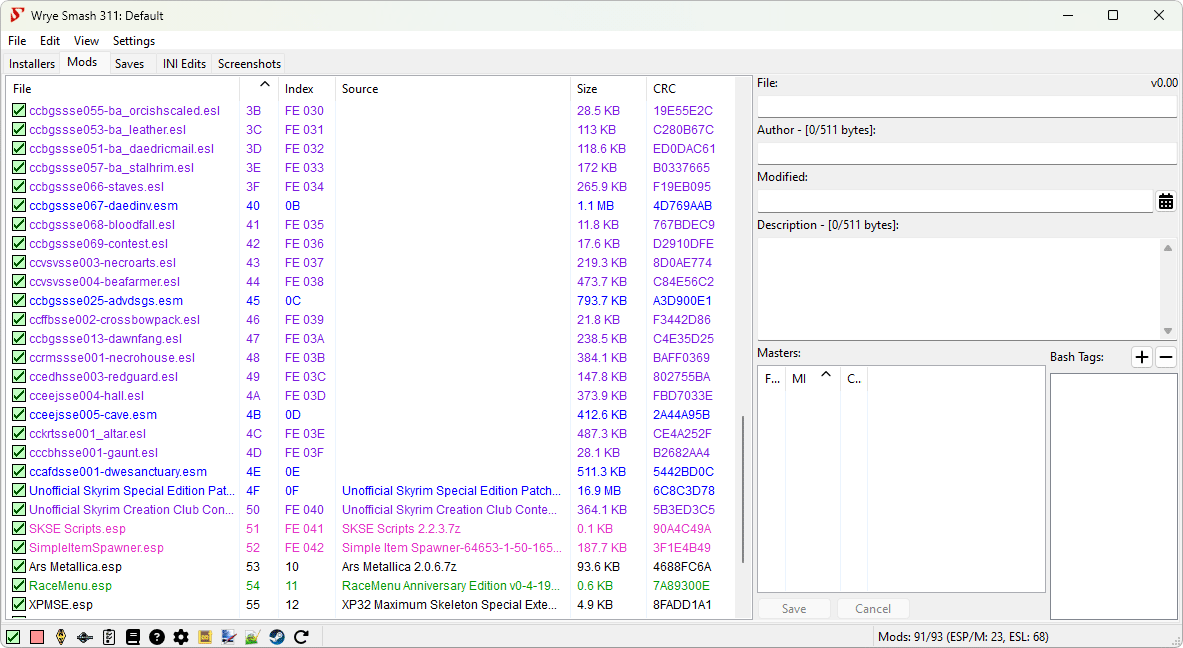 Wrye Smash 311: Default
File Edit View Settings
Installers Mods Saves INI Edits Screenshots
File Index Source Size CRC
ccbgssse055-ba_orcishscaled.esl 3B FE 030 28.5 KB 19E55E2C
ccbgssse053-ba_leather.esl 3C FE 031 113 KB C280B67C
ccbgssse051-ba_daedricmail.esl 3D FE 032 118.6 KB ED0DAC61
ccbgssse057-ba_stalhrim.esl 3E FE 033 172 KB B0337665
ccbgssse066-staves.esl 3F FE 034 265.9 KB F19EB095
ccbgssse067-daedinv.esm 40 0B 1.1 MB 4D769AAB
ccbgssse068-bloodfall.esl 41 FE 035 11.8 KB 767BDEC9
ccbgssse069-contest.esl 42 FE 036 17.6 KB D2910DFE
ccvsvsse003-necroarts.esl 43 FE 037 219.3 KB 8D0AE774
ccvsvsse004-beafarmer.esl 44 FE 038 473.7 KB C84E56C2
ccbgssse025-advdsgs.esm 45 0C 793.7 KB A3D900E1
ccffbsse002-crossbowpack.esl 46 FE 039 21.8 KB F3442D86
ccbgssse013-dawnfang.esl 47 FE 03A 238.5 KB C4E35D25
ccrmssse001-necrohouse.esl 48 FE 03B 384.1 KB BAFF0369
ccedhsse003-redguard.esl 49 FE 03C 147.8 KB 802755BA
cceejsse004-hall.esl 4A FE 03D 373.9 KB FBD7033E
cceejsse005-cave.esm 4B 0D 412.6 KB 2A44A95B
cckrtsse001_altar.esl 4C FE 03E 487.3 KB CE4A252F
cccbhsse001-gaunt.esl 4D FE 03F 28.1 KB B2682AA4
ccafdsse001-dwesanctuary.esm 4E 0E 511.3 KB 5442BD0C
Unofficial Skyrim Special Edition Pat... 4F 0F Unofficial Skyrim Special Edition Patch... 16.9 MB 6C8C3D78
Unofficial Skyrim Creation Club Con... 50 FE 040 Unofficial Skyrim Creation Club Conte... 364.1 KB 5B3ED3C5
SKSE Scripts.esp 51 FE 041 SKSE Scripts 2.2.3.7z 0.1 KB 90A4C49A
SimpleItemSpawner.esp 52 FE 042 Simple Item Spawner-64653-1-50-165... 187.7 KB 3F1E4B49
Ars Metallica.esp 53 10 Ars Metallica 2.0.6.7z 93.6 KB 4688FC6A
RaceMenu.esp 54 11 RaceMenu Anniversary Edition v0-4-19... 0.6 KB 7A89300E
XPMSE.esp 55 12 XP32 Maximum Skeleton Special Exte... 4.9 KB 8FADD1A1
File: v0.00
Author - [0/511 bytes]:
Modified:
Description - [0/511 bytes]:
Masters:
F... MI C..
Bash Tags:
Save Cancel
Mods: 91/93 (ESP/M: 23, ESL: 68)